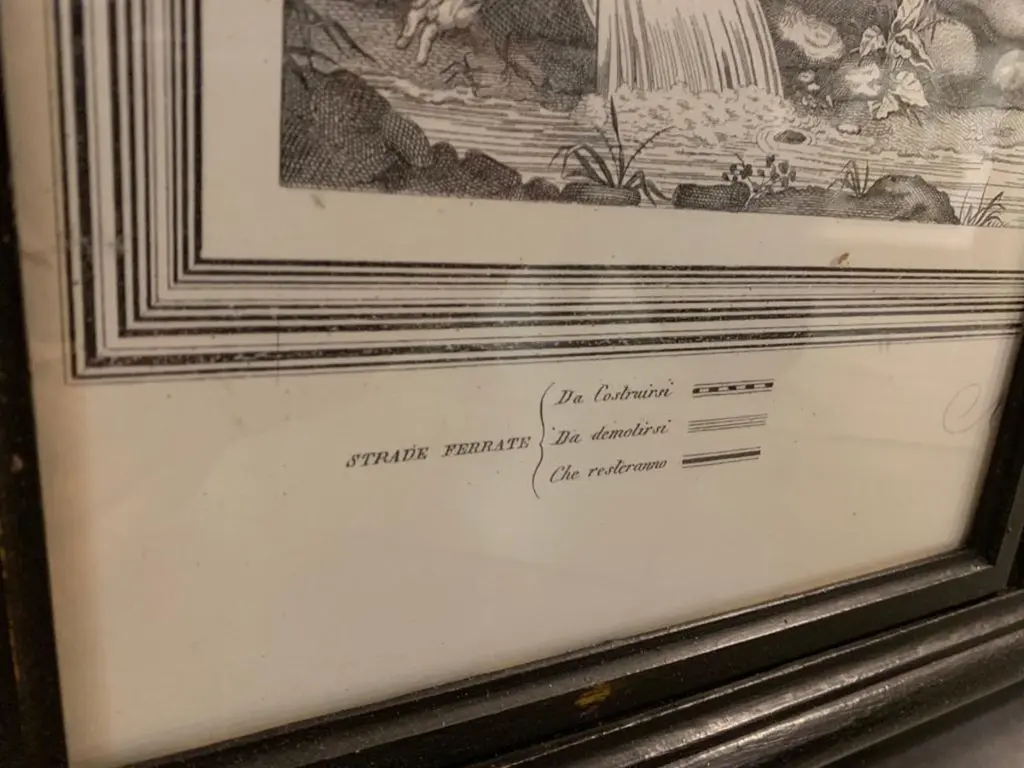 STRADE FERRATE
Da Costruirsi
Da demolirsi
Che resteranno